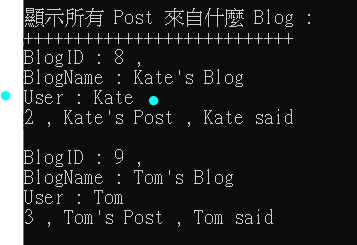 顯示所有 Post 來自什麼 Blog :
++++++++++++++++++++++++++++
BlogID : 8 ,
BlogName : Kate's Blog
User : Kate
2 , Kate's Post , Kate said
BlogID : 9 ,
BlogName : Tom's Blog
User : Tom
3 , Tom's Post , Tom said